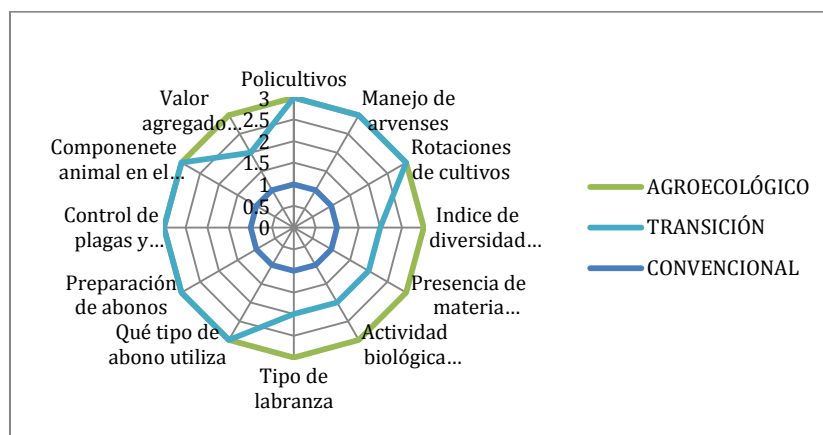 Policultivos
Manejo de
arvenses
Rotaciones
de cultivos
Indice de
diversidad...
Presencia de
materia...
Actividad
biológica...
Tipo de
labranza
Qué tipo de
abono utiliza
Preparación
de abonos
Control de
plagas y...
Componenete
animal en el...
Valor
agregado...
3
2.5
2
1.5
1
0.5
0
AGROECOLÓGICO
TRANSICIÓN
CONVENCIONAL